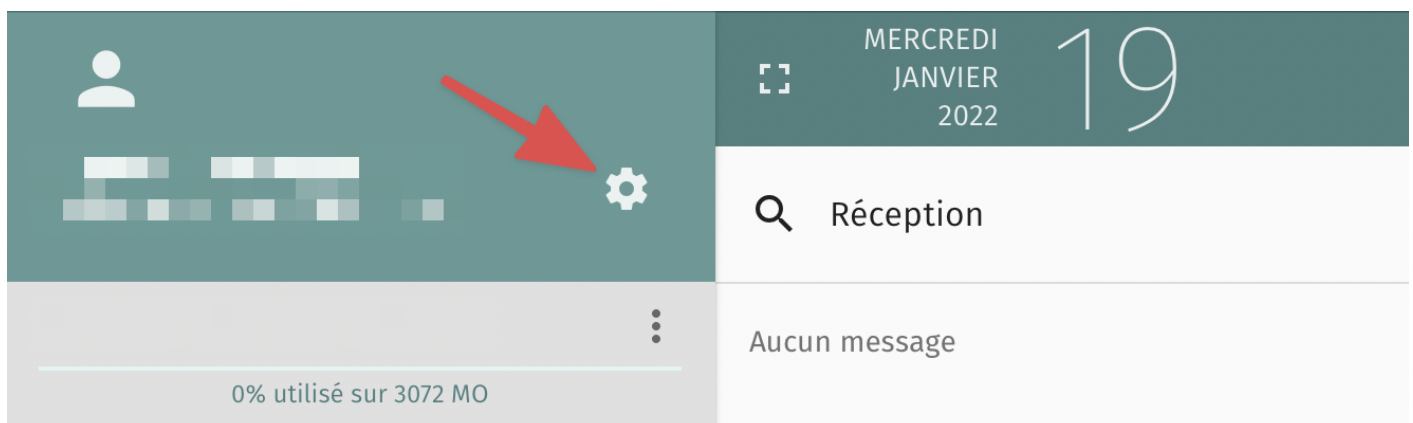 MERCREDI
JANVIER
2022
19
Réception
Aucun message
0% utilisé sur 3072 MO